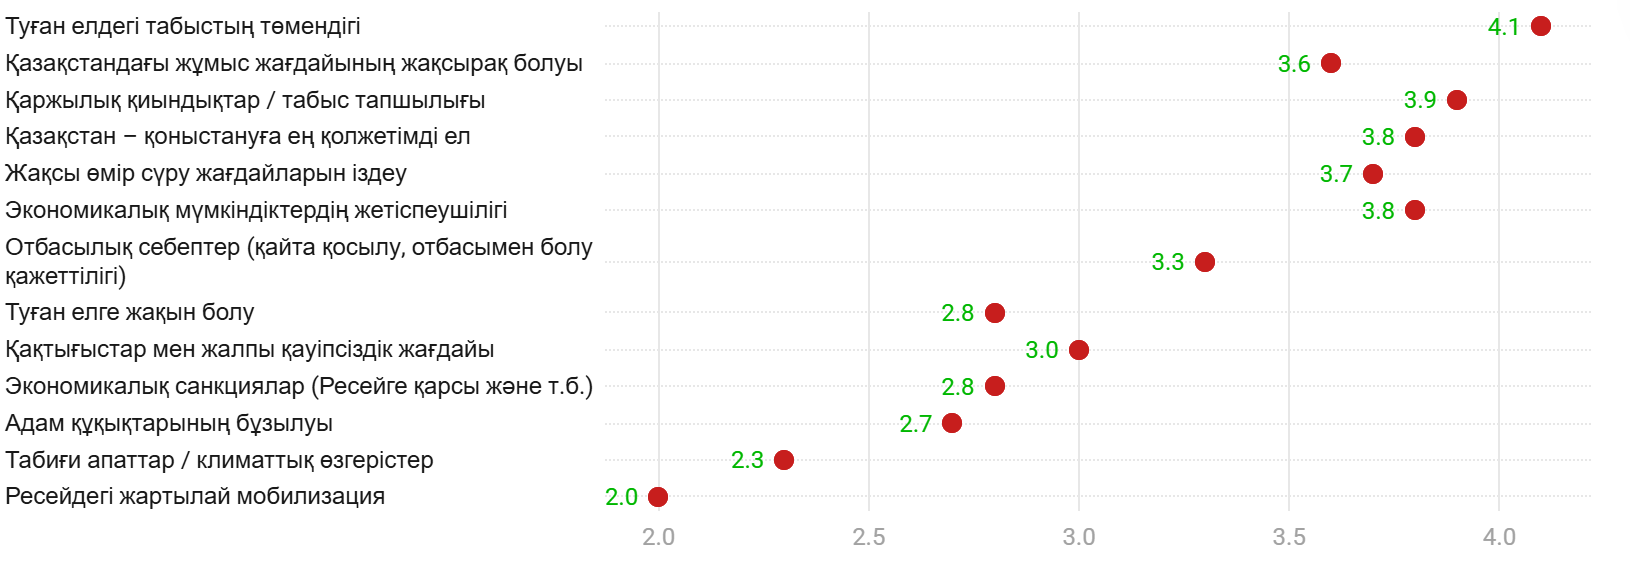 Туған елдегі табыстың төмендігі
4.1
Қазақстандағы жұмыс жағдайының жақсырақ болуы
3.6
Қаржылық қиындықтар / табыс тапшылығы
3.9
Қазақстан – қоныстануға ең қолжетімді ел
3.8
Жақсы өмір сүру жағдайларын іздеу
3.7
Экономикалық мүмкіндіктердің жетіспеушілігі
3.8
Отбасылық себептер (қайта қосылу, отбасымен болу
қажеттілігі)
3.3
Туған елге жақын болу
2.8
Қақтығыстар мен жалпы қауіпсіздік жағдайы
3.0
Экономикалық санкциялар (Ресейге қарсы және т.б.)
2.8
Адам құқықтарының бұзылуы
2.7
Табиғи апаттар / климаттық өзгерістер
2.3
Ресейдегі жартылай мобилизация
2.0
2.0 2.5 3.0 3.5 4.0